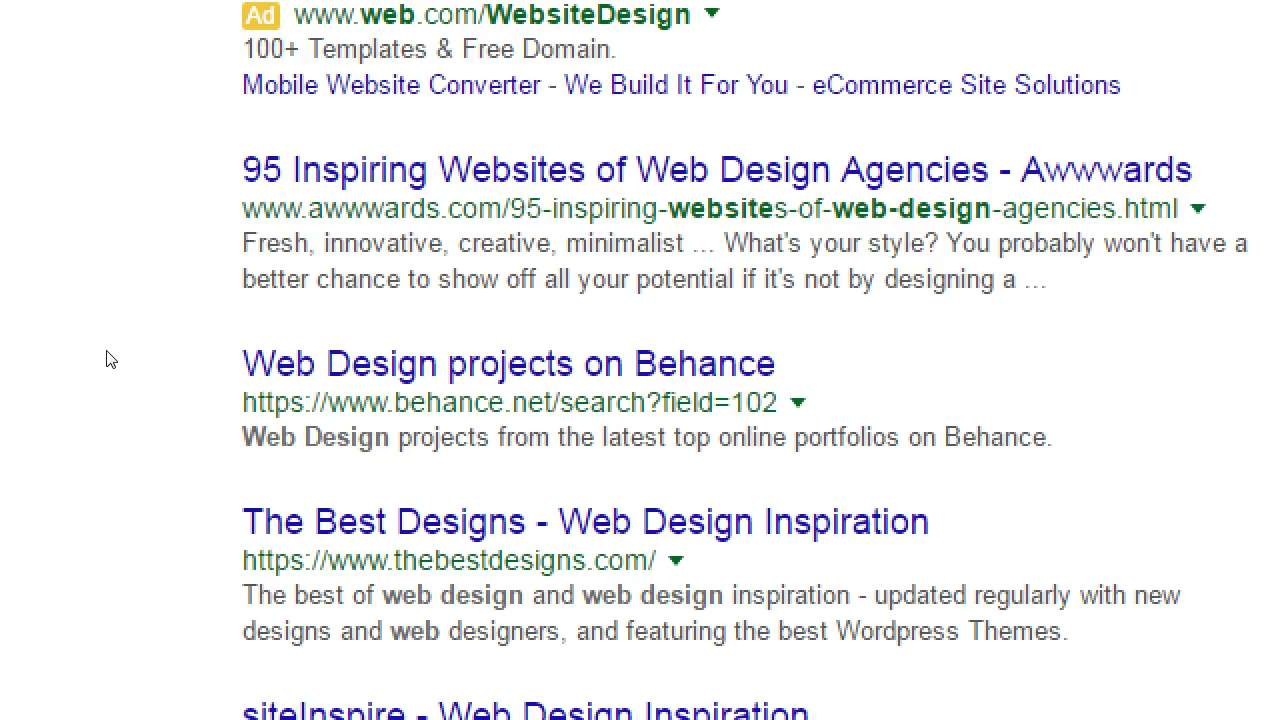 Ad www.web.com/WebsiteDesign
100+ Templates & Free Domain.
Mobile Website Converter - We Build It For You - eCommerce Site Solutions
95 Inspiring Websites of Web Design Agencies - Awwwards
www.awwwards.com/95-inspiring-websites-of-web-design-agencies.html
Fresh, innovative, creative, minimalist ... What's your style? You probably won't have a
better chance to show off all your potential if it's not by designing a ...
Web Design projects on Behance
https://www.behance.net/search?field=102
Web Design projects from the latest top online portfolios on Behance.
The Best Designs - Web Design Inspiration
https://www.thebestdesigns.com/
The best of web design and web design inspiration - updated regularly with new
designs and web designers, and featuring the best Wordpress Themes.
siteInspire - Web Design Inspiration